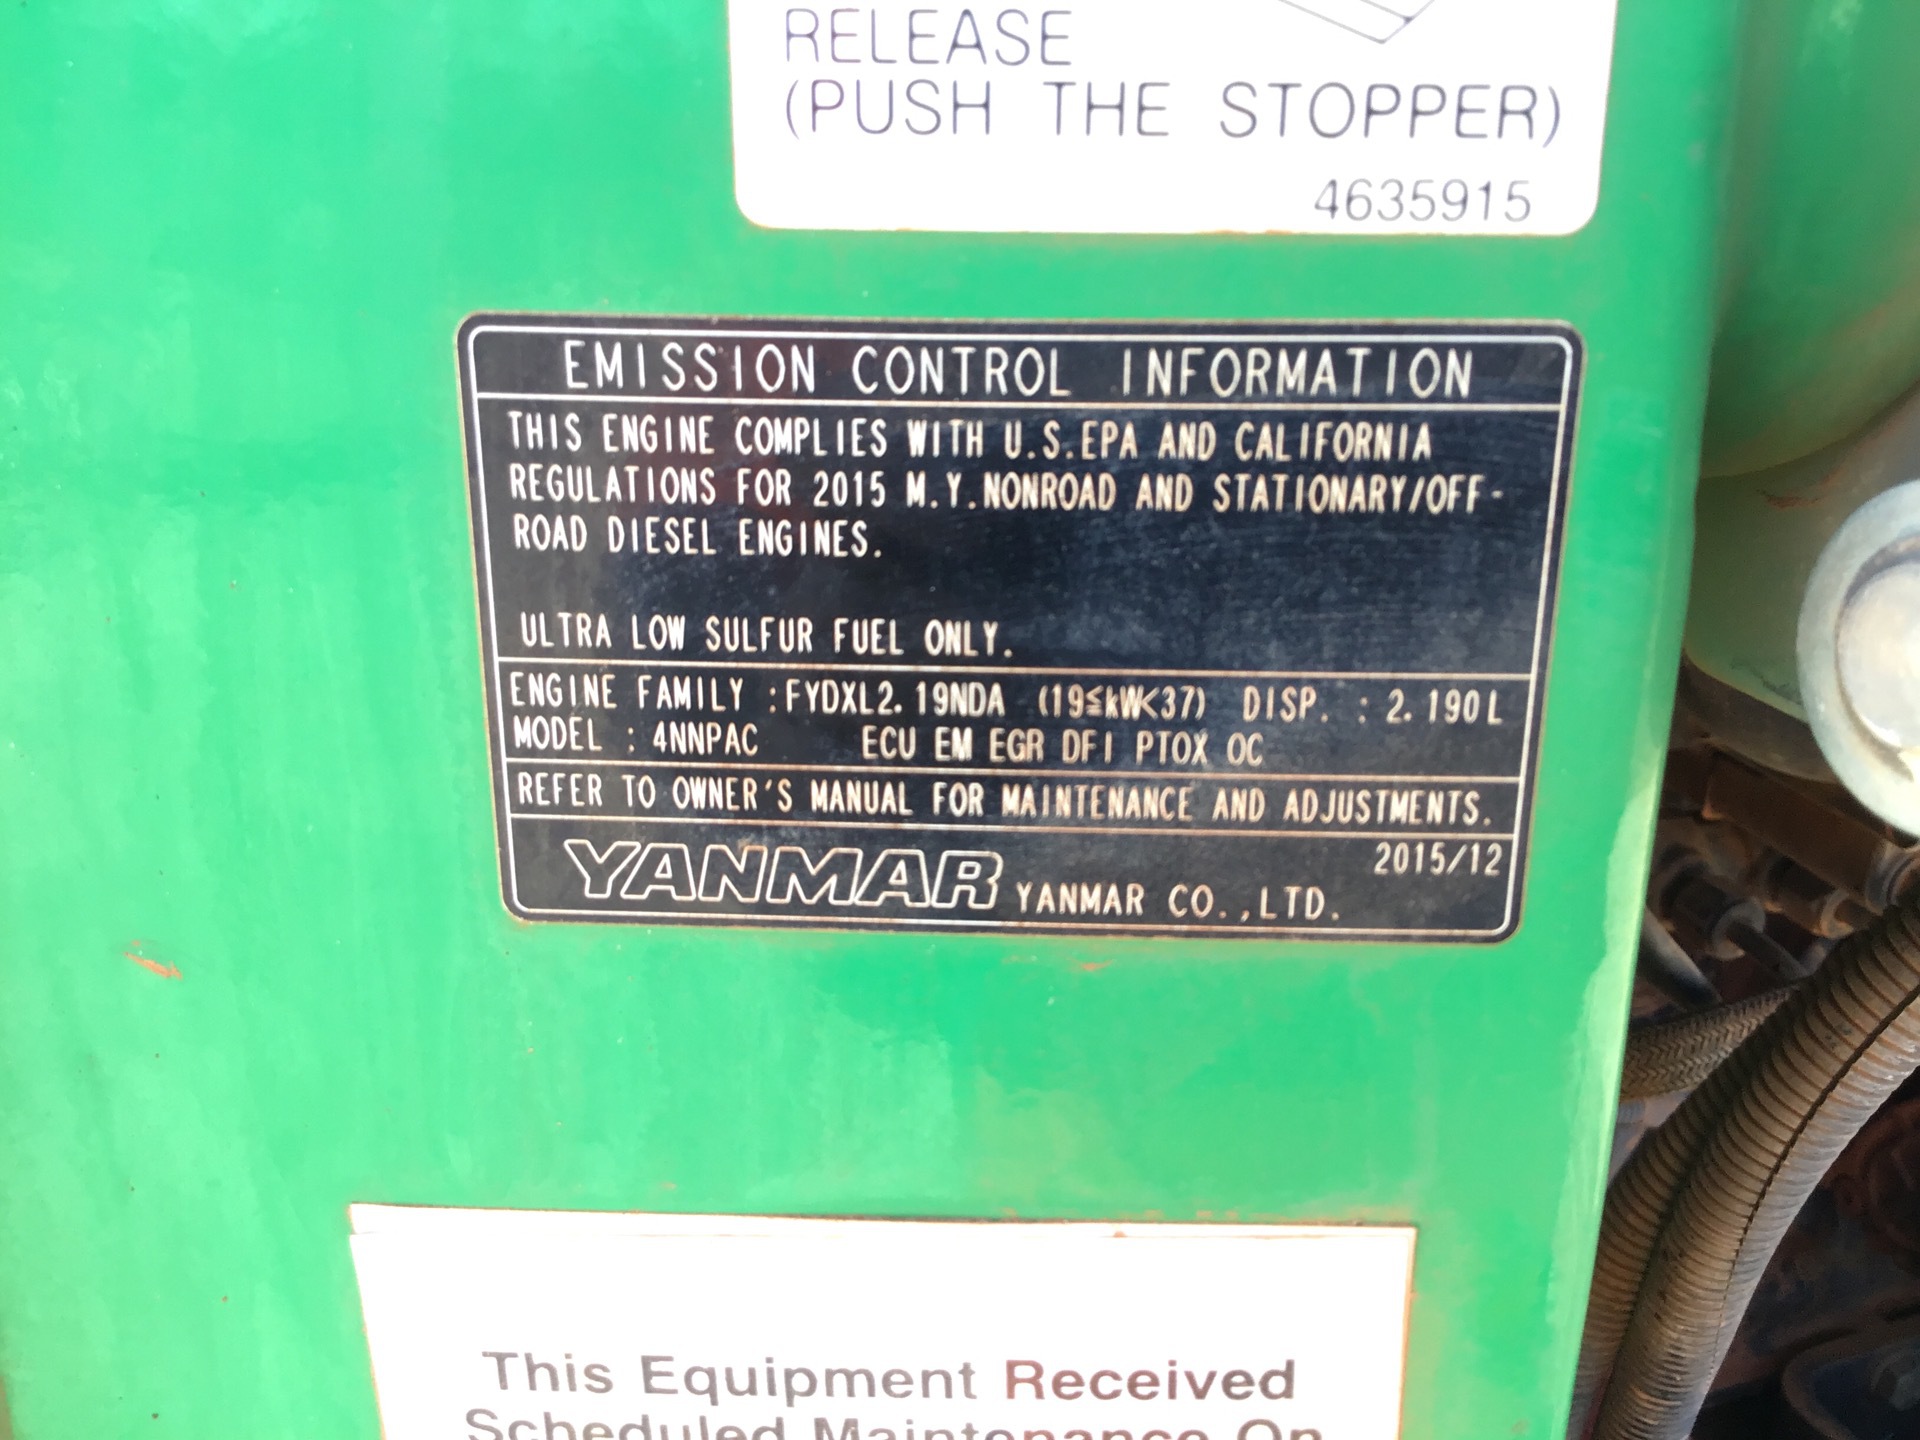 RELEASE
(PUSH THE STOPPER)
4635915
EMISSION CONTROL INFORMATION
THIS ENGINE COMPLIES WITH U.S.EPA AND CALIFORNIA
REGULATIONS FOR 2015 M.Y.NONROAD AND STATIONARY/OFF-
ROAD DIESEL ENGINES.
ULTRA LOW SULFUR FUEL ONLY.
ENGINE FAMILY :FYDXL2.19NDA (19≦kW<37) DISP. : 2.190L
MODEL : 4NNPAC ECU EM EGR DFI PTOX OC
REFER TO OWNER'S MANUAL FOR MAINTENANCE AND ADJUSTMENTS.
2015/12
YANMAR YANMAR CO.,LTD.
This Equipment Received
Scheduled Maintenance On